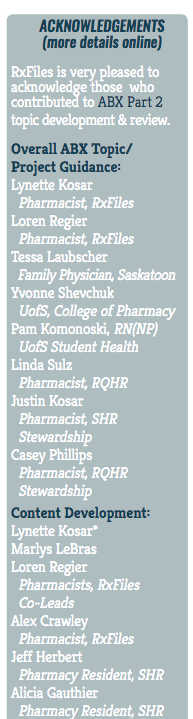 ACKNOWLEDGEMENTS
(more details online)
RxFiles is very pleased to
acknowledge those who
contributed to ABX Part 2
topic development & review.
Overall ABX Topic/
Project Guidance:
Lynette Kosar
Pharmacist, RxFiles
Loren Regier
Pharmacist, RxFiles
Tessa Laubscher
Family Physician, Saskatoon
Yvonne Shevchuk
UofS, College of Pharmacy
Pam Komonoski, RN(NP)
UofS Student Health
Linda Sulz
Pharmacist, RQHR
Justin Kosar
Pharmacist, SHR
Stewardship
Casey Phillips
Pharmacist, RQHR
Stewardship
Content Development:
Lynette Kosar*
Marlys LeBras
Loren Regier
Pharmacists, RxFiles
Co-Leads
Alex Crawley
Pharmacist, RxFiles
Jeff Herbert
Pharmacy Resident, SHR
Alicia Gauthier
Pharmacy Resident, SHR